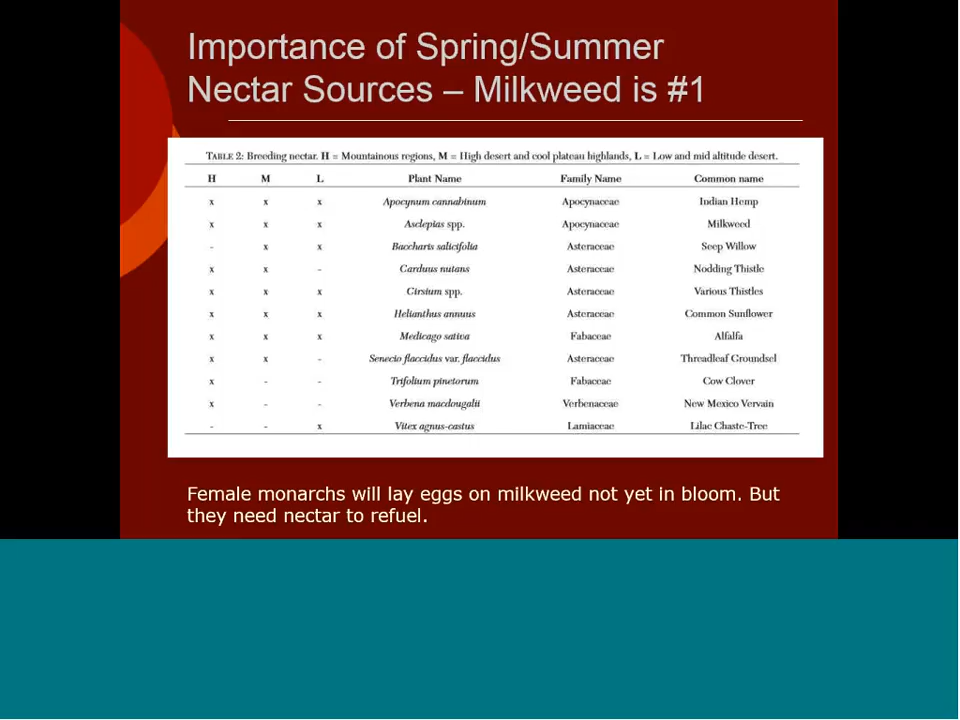 Importance of Spring/Summer
Nectar Sources – Milkweed is #1
TABLE 2: Breeding nectar. H = Mountainous regions, M = High desert and cool plateau highlands, L = Low and mid altitude desert.
H M L Plant Name Family Name Common name
x x x Apocynum cannabinum Apocynaceae Indian Hemp
x x x Asclepias spp. Apocynaceae Milkweed
- x x Baccharis salicifolia Asteraceae Seep Willow
x x - Carduus nutans Asteraceae Nodding Thistle
x x x Cirsium spp. Asteraceae Various Thistles
x x x Helianthus annuus Asteraceae Common Sunflower
x x x Medicago sativa Fabaceae Alfalfa
x x - Senecio flaccidus var. flaccidus Asteraceae Threadleaf Groundsel
x - - Trifolium pinetorum Fabaceae Cow Clover
x - - Verbena macdougalii Verbenaceae New Mexico Vervain
- - x Vitex agnus-castus Lamiaceae Lilac Chaste-Tree
Female monarchs will lay eggs on milkweed not yet in bloom. But
they need nectar to refuel.